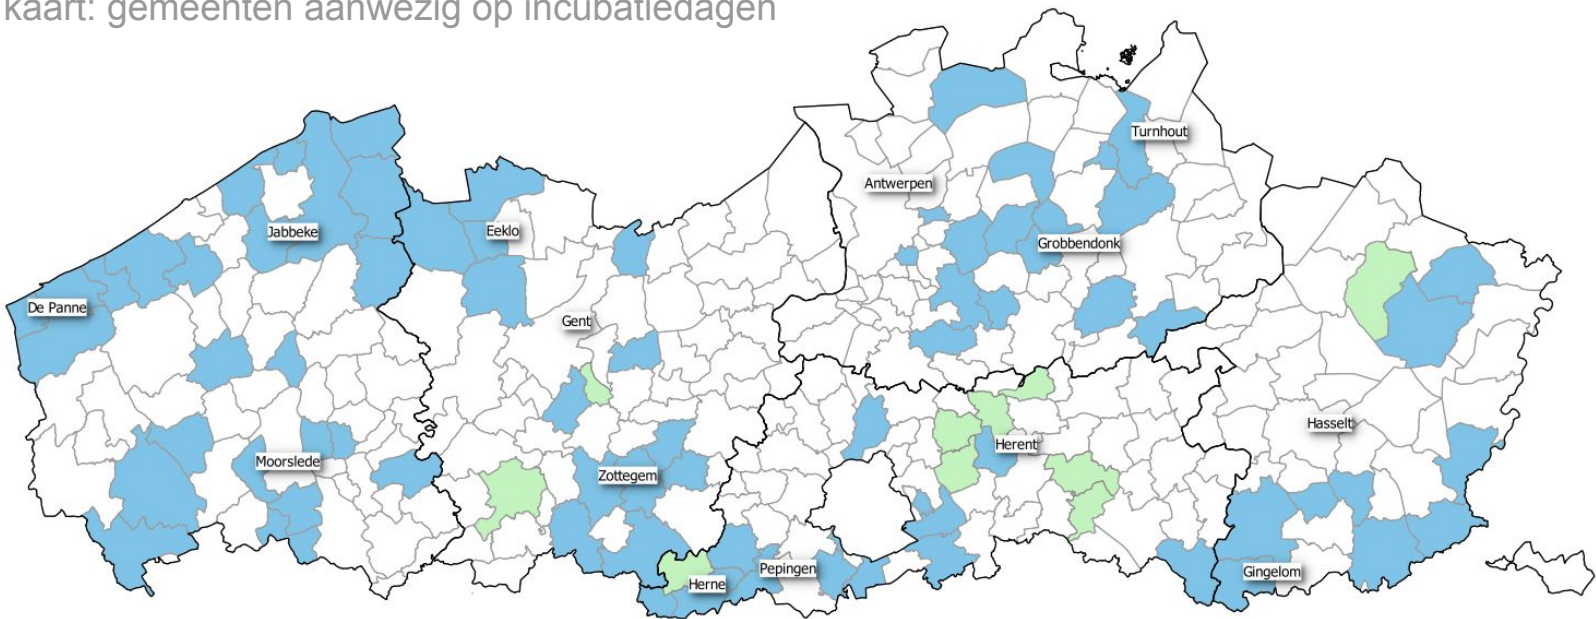 kaart: gemeenten aanwezig op incubatiedagen
Turnhout
Antwerpen
Jabbeke
Eeklo
Grobbendonk
De Panne
Gent
Hasselt
Herent
Moorslede
Zottegem
Pepingen
Gingelom
Herne